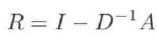 R = I − D⁻¹A